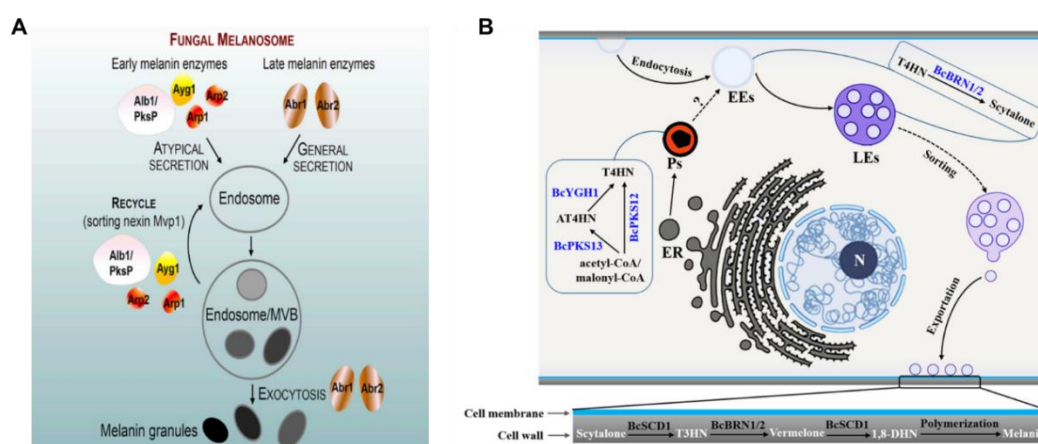 A
FUNGAL MELANOSOME
Early melanin enzymes
Late melanin enzymes
Alb1/
PksP
Ayg1
Arp2
Arp1
Abr1
Abr2
ATYPICAL
SECRETION
GENERAL
SECRETION
Endosome
RECYCLE
(sorting nexin Mvp1)
Alb1/
PksP
Ayg1
Arp2
Arp1
Endosome/MVB
EXOCYTOSIS
Abr1
Abr2
Melanin granules
B
Endocytosis
EEs
?
T4HN
BcBRN1/2
Scytalone
LEs
Sorting
Ps
T4HN
BcYGH1
BcPKS12
AT4HN
BcPKS13
acetyl-CoA/
malonyl-CoA
ER
N
Exportation
Cell membrane
Cell wall
Scytalone BcSCD1 T3HN BcBRN1/2 Vermelone BcSCD1 1,8-DHN Polymerization Melanin